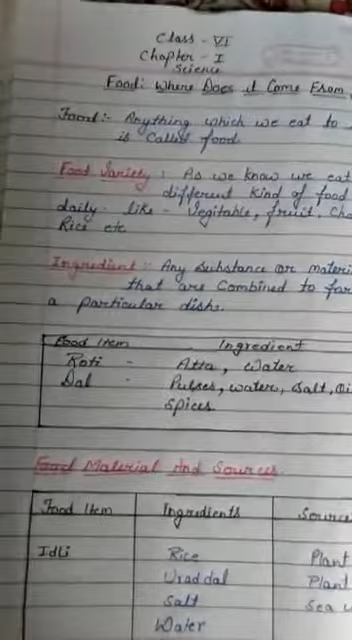 Class - VI
Chapter - I
Science
Food: Where Does it Come From
Food:- Anything which we eat to
is called food.
Food Variety : As we know we eat
different kind of food
daily. like - Vegitable, fruit,
Rice etc
Ingredient :- Any substance or materi
that are combined to for
a particular dish.
Food Item Ingredient
Roti - Atta, Water
Dal - Pulses, water, salt, Oi
Spices.
Food Material And Sources.
Food Item Ingredients Source
Idli Rice Plant
Urad dal Plant
Salt Sea
Water